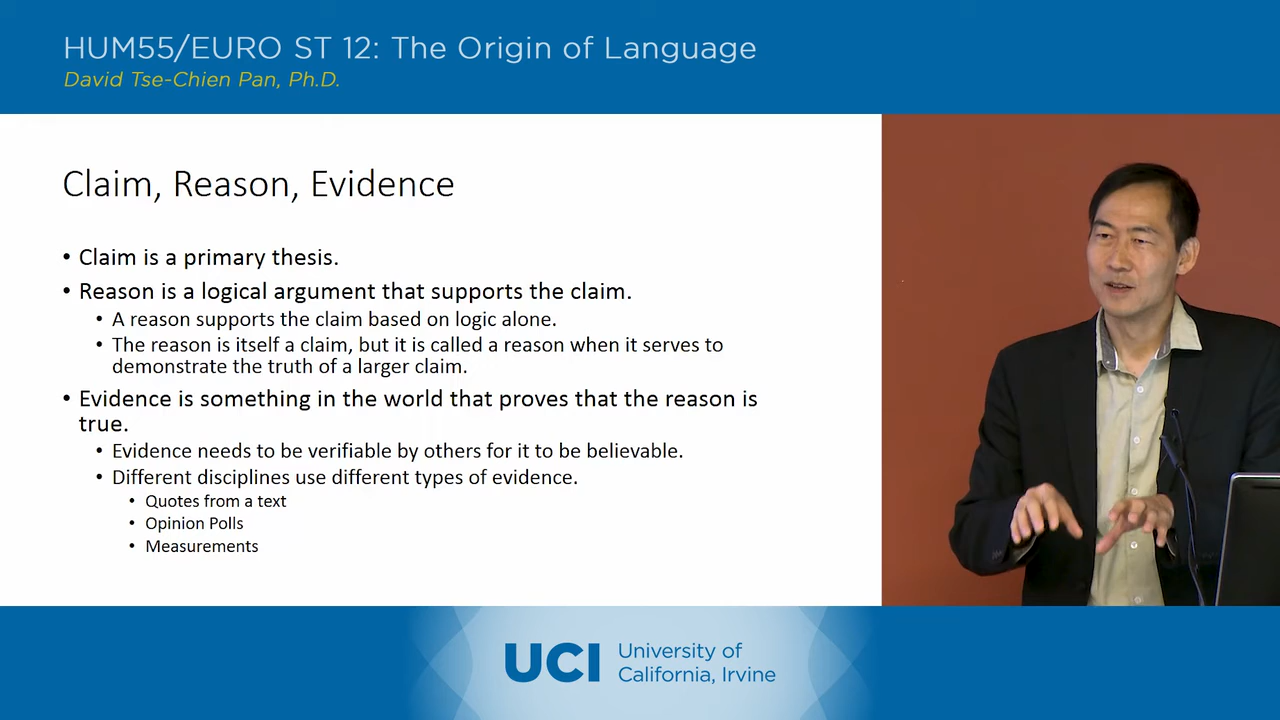 HUM55/EURO ST 12: The Origin of Language
David Tse-Chien Pan, Ph.D.
Claim, Reason, Evidence
• Claim is a primary thesis.
• Reason is a logical argument that supports the claim.
• A reason supports the claim based on logic alone.
• The reason is itself a claim, but it is called a reason when it serves to
demonstrate the truth of a larger claim.
• Evidence is something in the world that proves that the reason is
true.
• Evidence needs to be verifiable by others for it to be believable.
• Different disciplines use different types of evidence.
• Quotes from a text
• Opinion Polls
• Measurements
UCI University of
California, Irvine